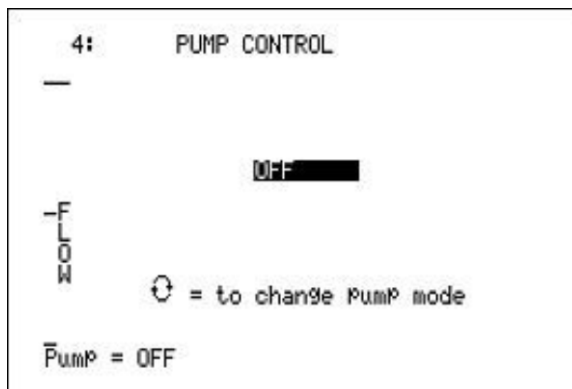 4: PUMP CONTROL
OFF
-F
L
O
W
= to change pump mode
Pump = OFF